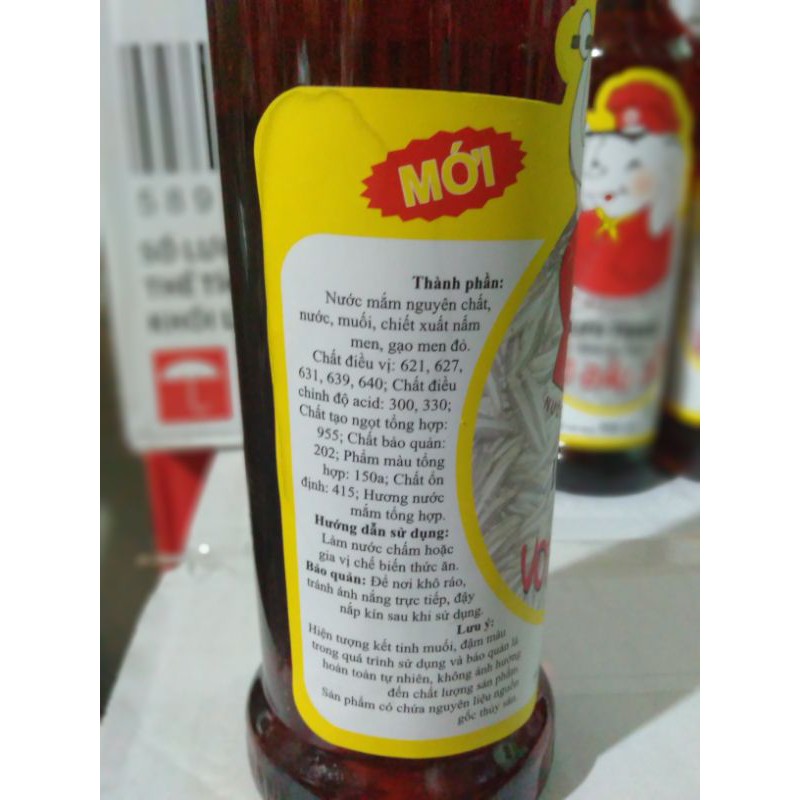 MỚI
Thành phần:
Nước mắm nguyên chất,
nước, muối, chiết xuất nấm
men, gạo men đỏ.
Chất điều vị: 621, 627,
631, 639, 640; Chất điều
chỉnh độ acid: 300, 330;
Chất tạo ngọt tổng hợp:
955; Chất bảo quản:
202; Phẩm màu tổng
hợp: 150a; Chất ổn
định: 415; Hương nước
mắm tổng hợp.
Hướng dẫn sử dụng:
Làm nước chấm hoặc
gia vị chế biến thức ăn.
Bảo quản: Để nơi khô ráo,
tránh ánh nắng trực tiếp, đậy
nắp kín sau khi sử dụng.
Lưu ý:
Hiện tượng kết tinh muối, đậm màu
trong quá trình sử dụng và bảo quản là
hoàn toàn tự nhiên, không ảnh hưởng
đến chất lượng sản phẩm.
Sản phẩm có chứa nguyên liệu nguồn
gốc thủy sản.
589
SỐ LƯ
THỂ T
KHỐI L